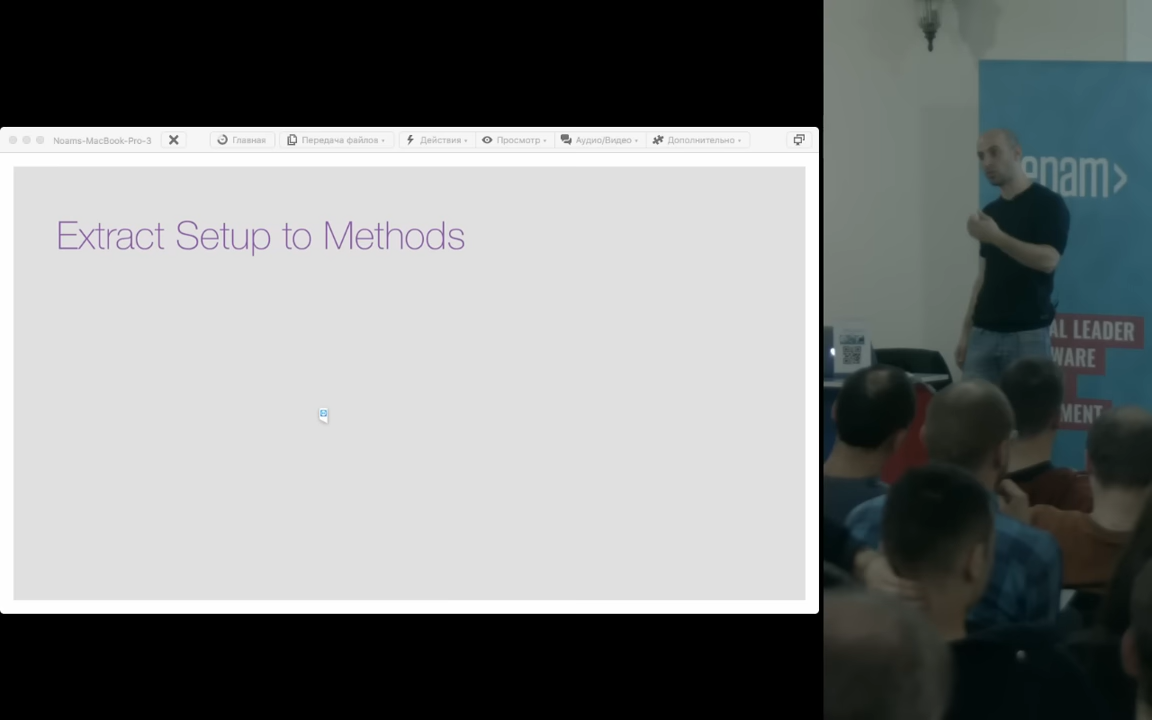 Noams-MacBook-Pro-3
Главная
Передача файлов
Действия
Просмотр
Аудио/Видео
Дополнительно
Extract Setup to Methods
enam>
AL LEADER
WARE
MENT